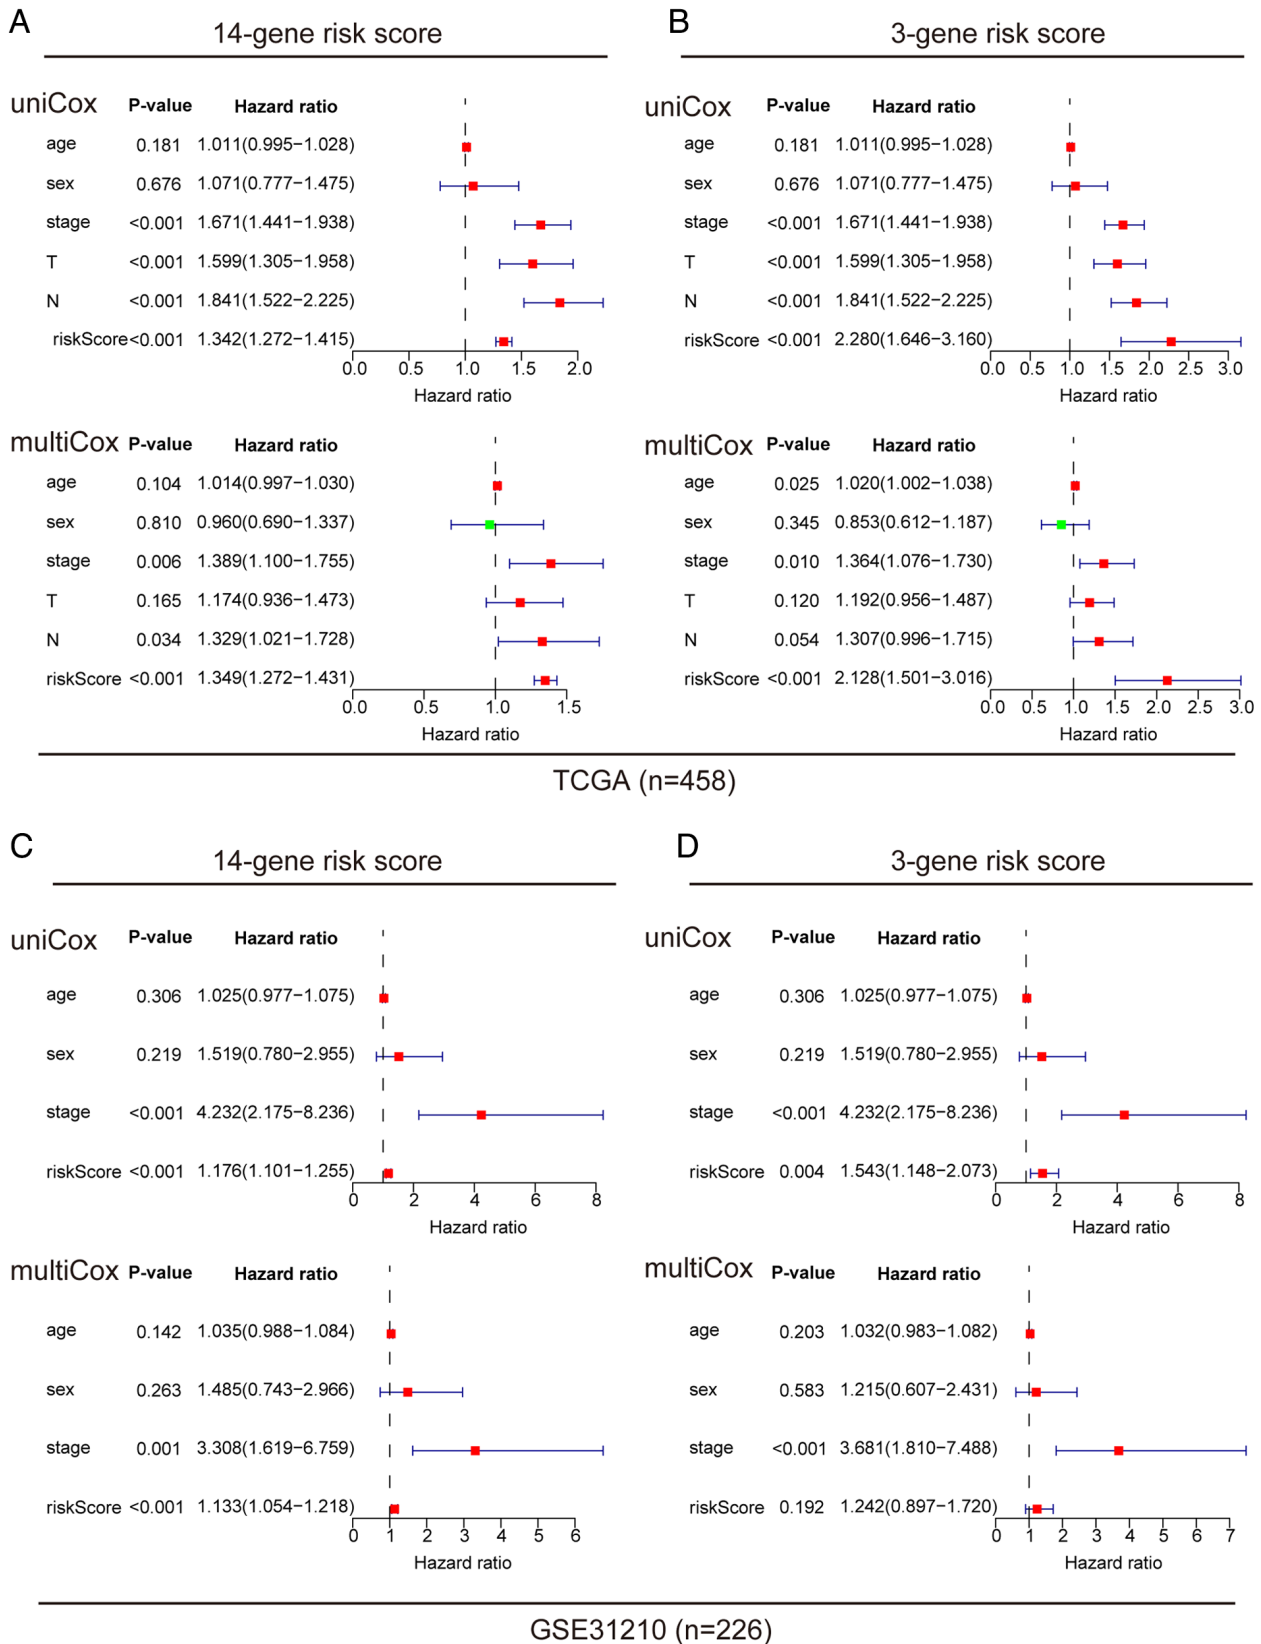 A
14-gene risk score
uniCox P-value Hazard ratio
age 0.181 1.011(0.995−1.028)
sex 0.676 1.071(0.777−1.475)
stage <0.001 1.671(1.441−1.938)
T <0.001 1.599(1.305−1.958)
N <0.001 1.841(1.522−2.225)
riskScore <0.001 1.342(1.272−1.415)
0.0 0.5 1.0 1.5 2.0
Hazard ratio
multiCox P-value Hazard ratio
age 0.104 1.014(0.997−1.030)
sex 0.810 0.960(0.690−1.337)
stage 0.006 1.389(1.100−1.755)
T 0.165 1.174(0.936−1.473)
N 0.034 1.329(1.021−1.728)
riskScore <0.001 1.349(1.272−1.431)
0.0 0.5 1.0 1.5
Hazard ratio
B
3-gene risk score
uniCox P-value Hazard ratio
age 0.181 1.011(0.995−1.028)
sex 0.676 1.071(0.777−1.475)
stage <0.001 1.671(1.441−1.938)
T <0.001 1.599(1.305−1.958)
N <0.001 1.841(1.522−2.225)
riskScore <0.001 2.280(1.646−3.160)
0.0 0.5 1.0 1.5 2.0 2.5 3.0
Hazard ratio
multiCox P-value Hazard ratio
age 0.025 1.020(1.002−1.038)
sex 0.345 0.853(0.612−1.187)
stage 0.010 1.364(1.076−1.730)
T 0.120 1.192(0.956−1.487)
N 0.054 1.307(0.996−1.715)
riskScore <0.001 2.128(1.501−3.016)
0.0 0.5 1.0 1.5 2.0 2.5 3.0
Hazard ratio
TCGA (n=458)
C
14-gene risk score
uniCox P-value Hazard ratio
age 0.306 1.025(0.977−1.075)
sex 0.219 1.519(0.780−2.955)
stage <0.001 4.232(2.175−8.236)
riskScore <0.001 1.176(1.101−1.255)
0 2 4 6 8
Hazard ratio
multiCox P-value Hazard ratio
age 0.142 1.035(0.988−1.084)
sex 0.263 1.485(0.743−2.966)
stage 0.001 3.308(1.619−6.759)
riskScore <0.001 1.133(1.054−1.218)
0 1 2 3 4 5 6
Hazard ratio
D
3-gene risk score
uniCox P-value Hazard ratio
age 0.306 1.025(0.977−1.075)
sex 0.219 1.519(0.780−2.955)
stage <0.001 4.232(2.175−8.236)
riskScore 0.004 1.543(1.148−2.073)
0 2 4 6 8
Hazard ratio
multiCox P-value Hazard ratio
age 0.203 1.032(0.983−1.082)
sex 0.583 1.215(0.607−2.431)
stage <0.001 3.681(1.810−7.488)
riskScore 0.192 1.242(0.897−1.720)
0 1 2 3 4 5 6 7
Hazard ratio
GSE31210 (n=226)